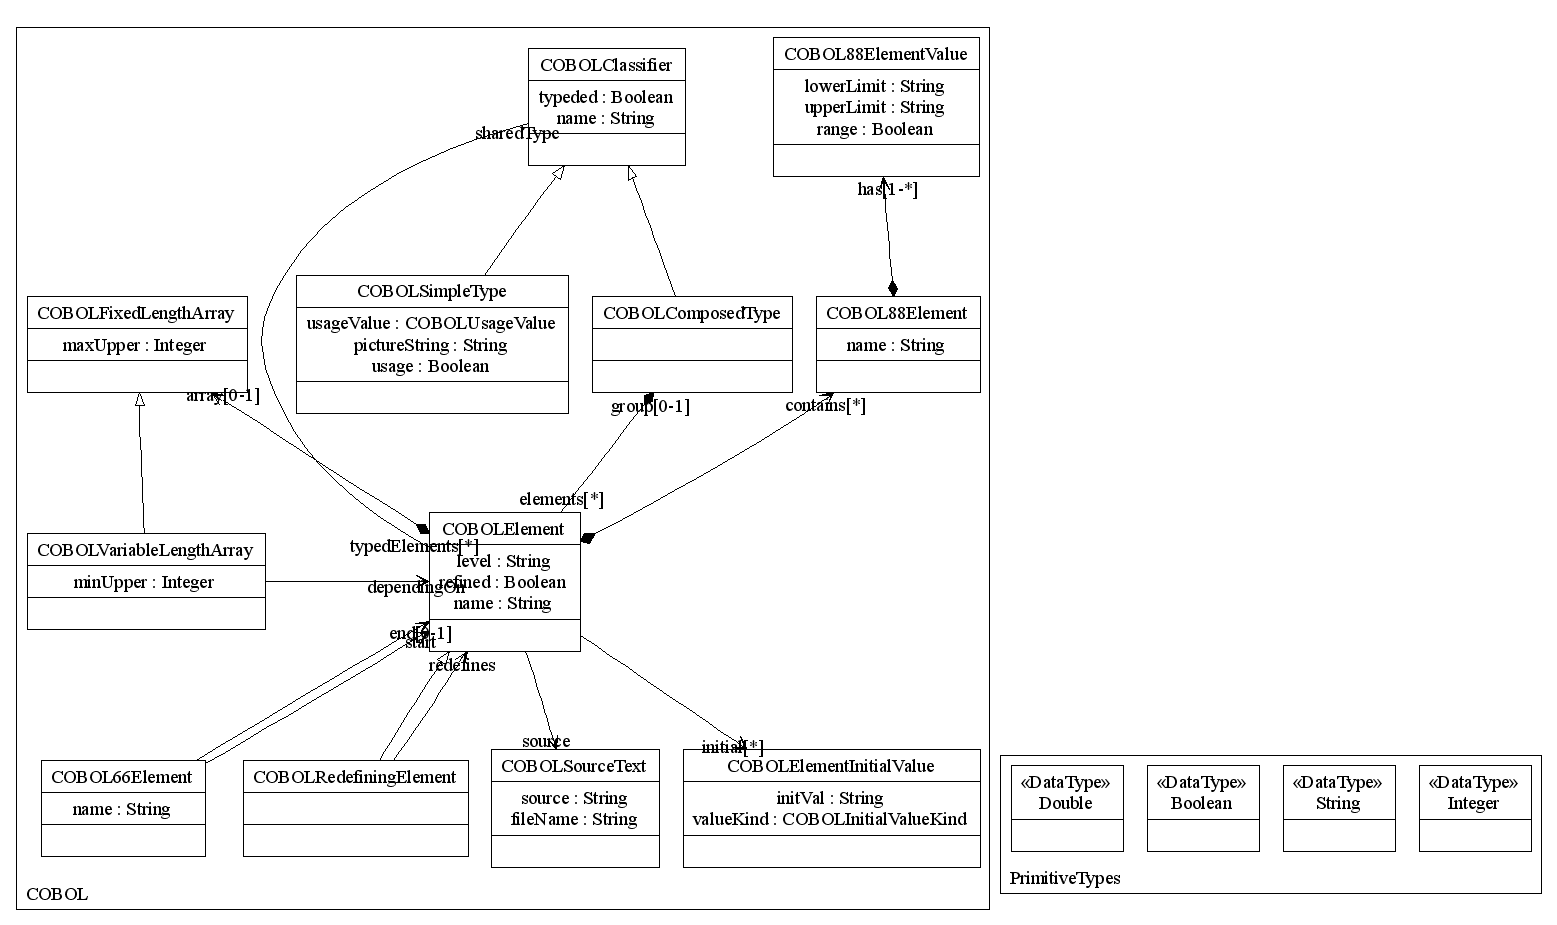 COBOLClassifier
typeded : Boolean
name : String
COBOL88ElementValue
lowerLimit : String
upperLimit : String
range : Boolean
sharedType
has[1-*]
COBOLFixedLengthArray
maxUpper : Integer
COBOLSimpleType
usageValue : COBOLUsageValue
pictureString : String
usage : Boolean
COBOLComposedType
COBOL88Element
name : String
array[0-1]
group[0-1]
contains[*]
elements[*]
COBOLVariableLengthArray
minUpper : Integer
COBOLElement
level : String
refined : Boolean
name : String
typedElements[*]
dependingOn
end[0-1]
start
redefines
source
initial[*]
COBOL66Element
name : String
COBOLRedefiningElement
COBOLSourceText
source : String
fileName : String
COBOLElementInitialValue
initVal : String
valueKind : COBOLInitialValueKind
COBOL
«DataType»
Double
«DataType»
Boolean
«DataType»
String
«DataType»
Integer
PrimitiveTypes